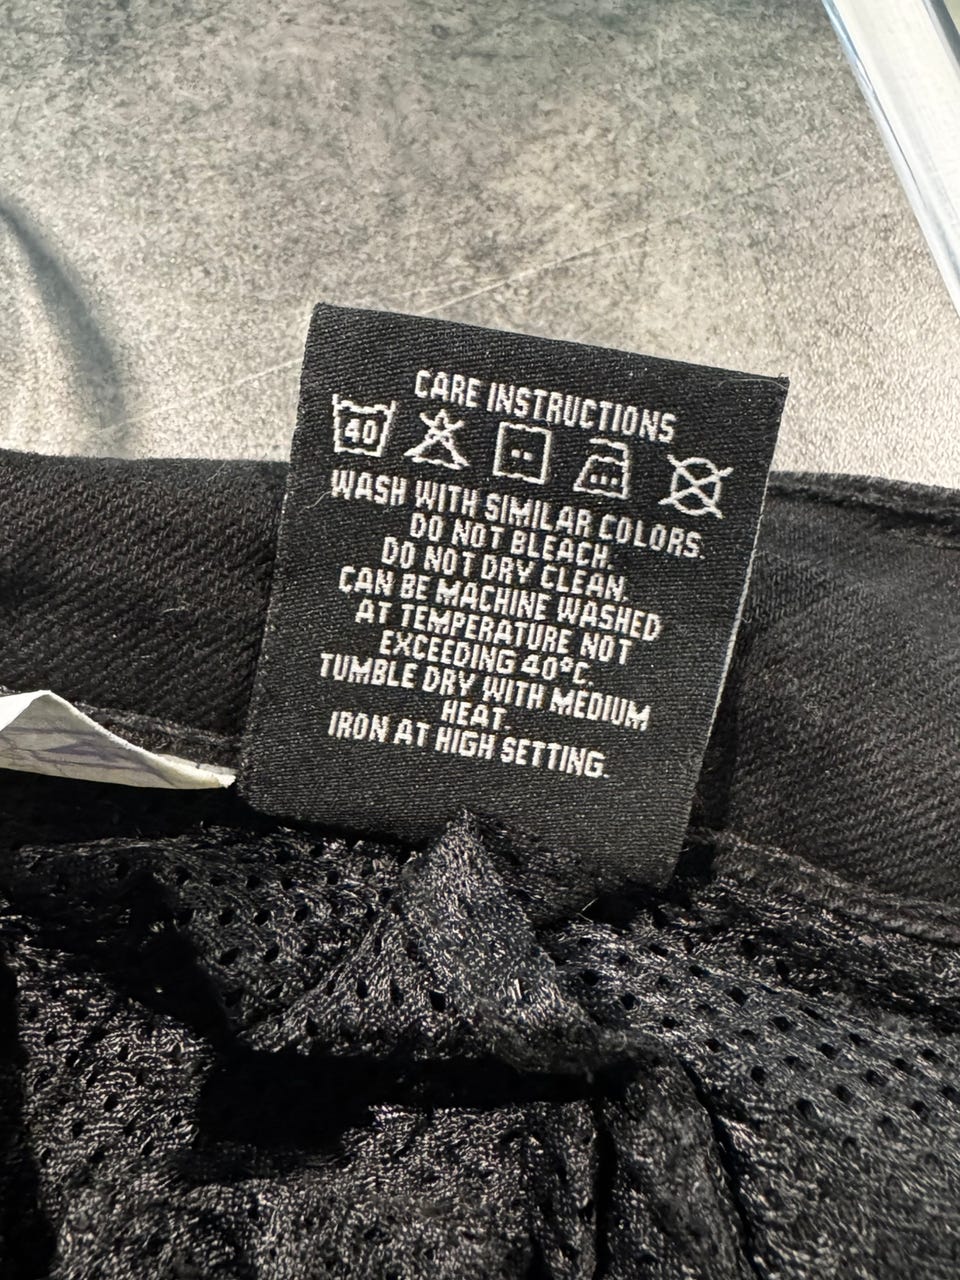 CARE INSTRUCTIONS
40
WASH WITH SIMILAR COLORS.
DO NOT BLEACH.
DO NOT DRY CLEAN.
CAN BE MACHINE WASHED
AT TEMPERATURE NOT
EXCEEDING 40°C.
TUMBLE DRY WITH MEDIUM
HEAT.
IRON AT HIGH SETTING.